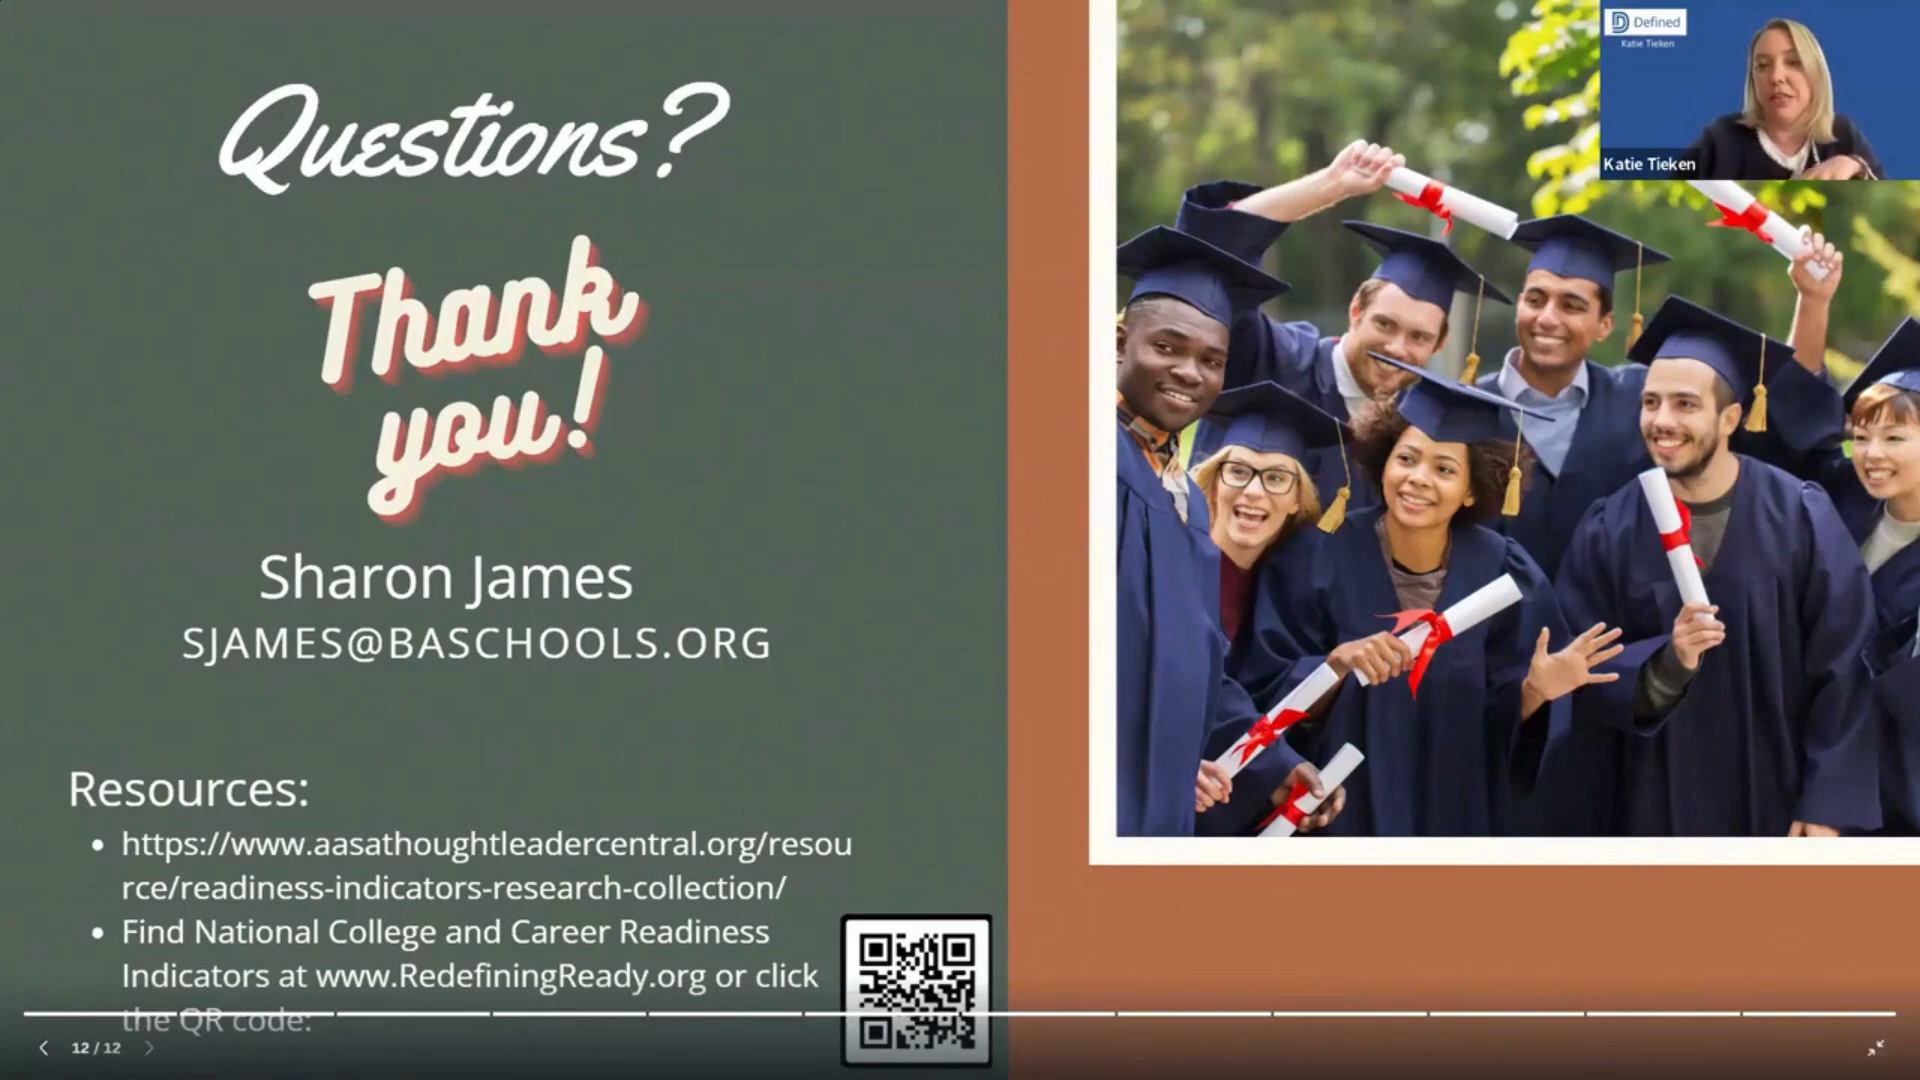 Questions?
Thank
you!
Sharon James
SJAMES@BASCHOOLS.ORG
Resources:
• https://www.aasathoughtleadercentral.org/resou
rce/readiness-indicators-research-collection/
• Find National College and Career Readiness
Indicators at www.RedefiningReady.org or click
the QR code:
12 / 12
Defined
Katie Tieken
Katie Tieken